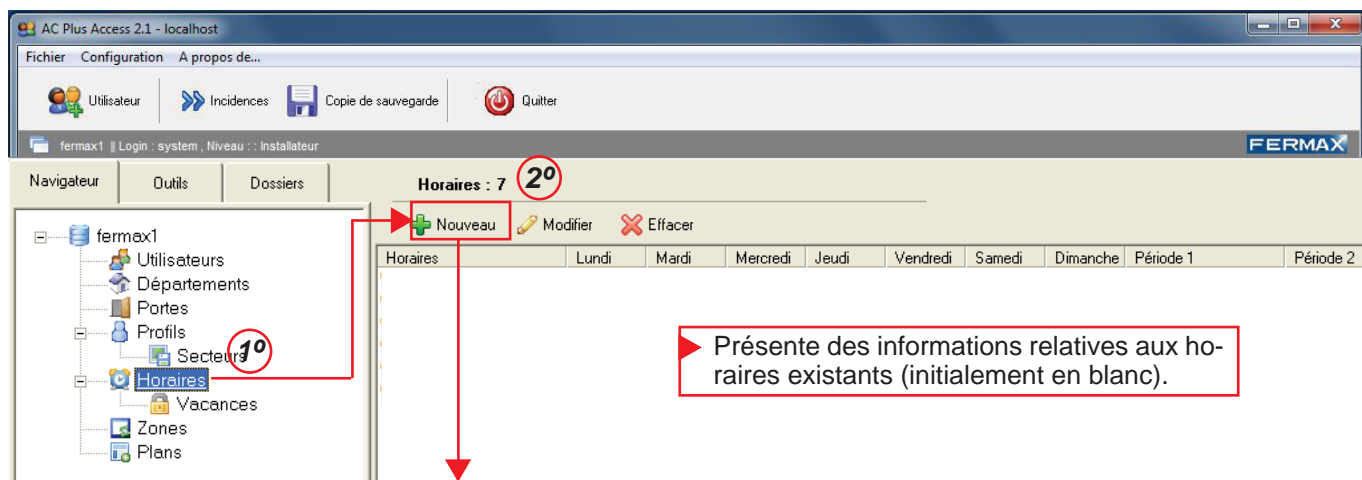 AC Plus Access 2.1 - localhost
Fichier Configuration A propos de...
Utilisateur Incidences Copie de sauvegarde Quitter
fermax1 || Login : system , Niveau : : Installateur FERMAX
Navigateur Outils Dossiers Horaires : 7 2º
Nouveau Modifier Effacer
Horaires Lundi Mardi Mercredi Jeudi Vendredi Samedi Dimanche Période 1 Période 2
fermax1
Utilisateurs
Départements
Portes
Profils
Secteurs 1º
Horaires
Vacances
Zones
Plans
Présente des informations relatives aux ho-
raires existants (initialement en blanc).